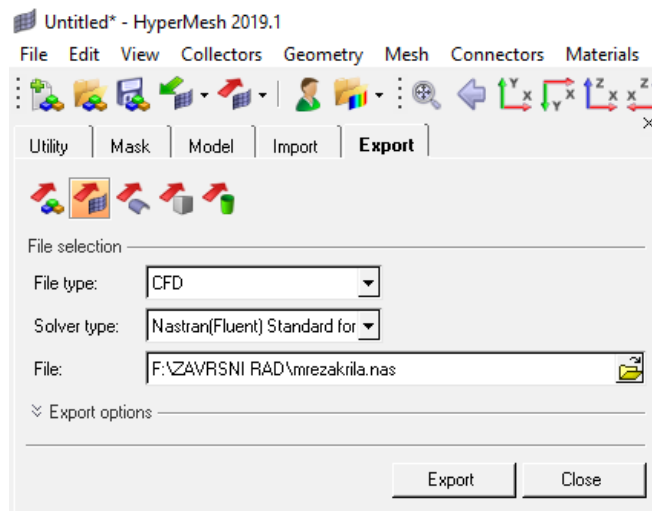 Untitled* - HyperMesh 2019.1
File Edit View Collectors Geometry Mesh Connectors Materials
Y X Y X Z X Z X
Utility Mask Model Import Export
File selection
File type: CFD
Solver type: Nastran(Fluent) Standard for
File: F:\ZAVRSNI RAD\mrezakrila.nas
Export options
Export Close